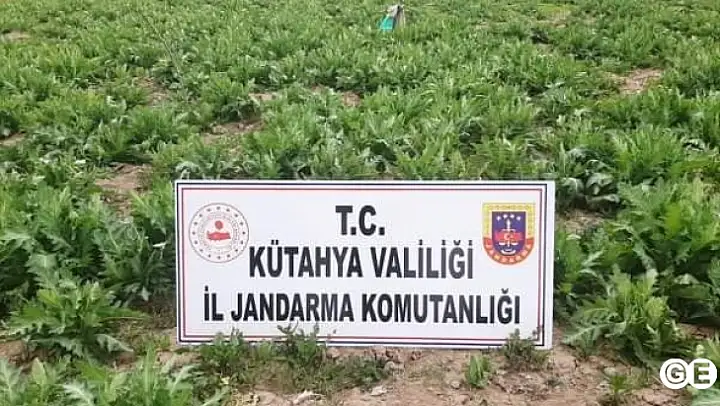 T.C.
KÜTAHYA VALİLİĞİ
İL JANDARMA KOMUTANLIĞI
GE